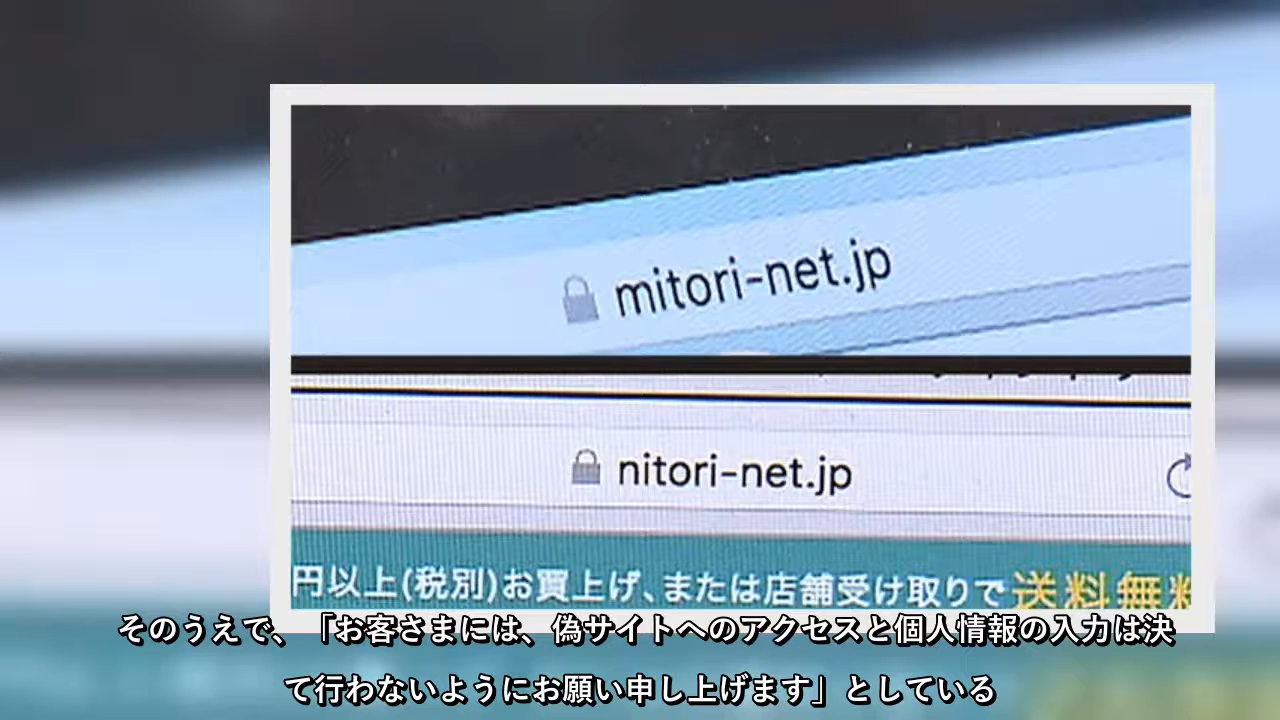 mitori-net.jp
nitori-net.jp
円以上(税別)お買上げ、または店舗受け取りで送料無料
そのうえで、「お客さまには、偽サイトへのアクセスと個人情報の入力は決
て行わないようにお願い申し上げます」としている